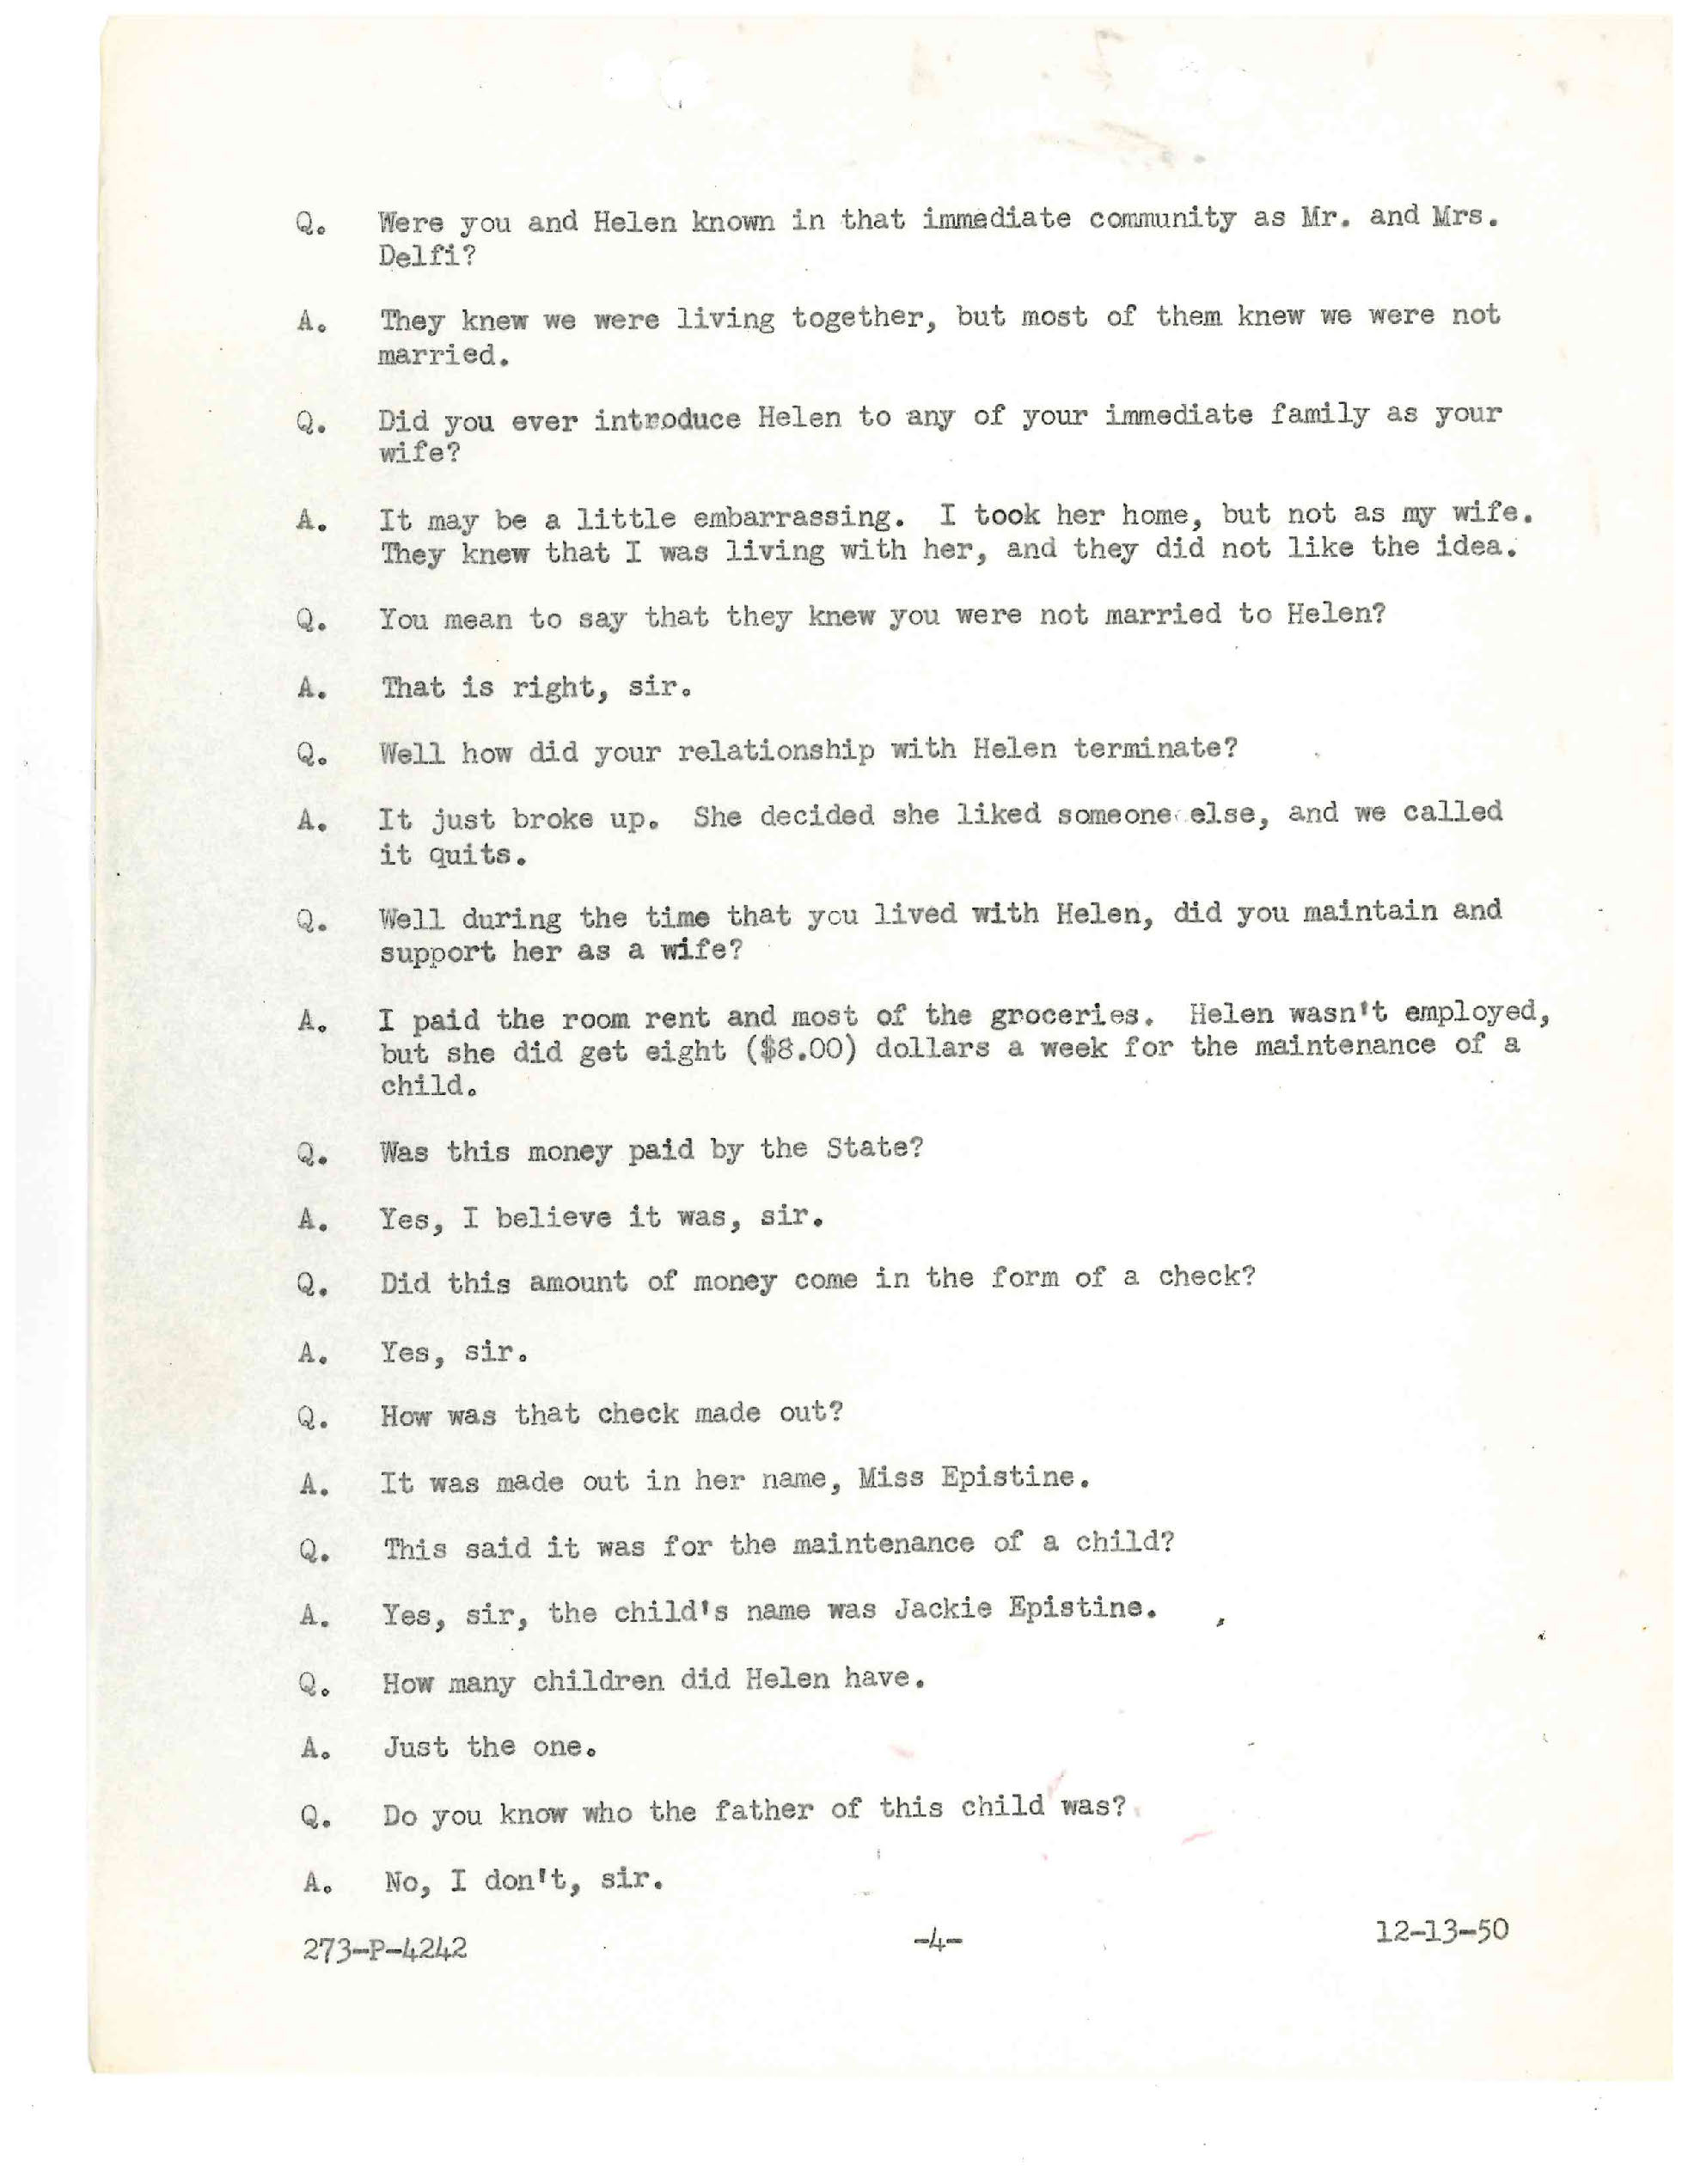 Q. Were you and Helen known in that immediate community as Mr. and Mrs.
Delfi?
A. They knew we were living together, but most of them knew we were not
married.
Q. Did you ever introduce Helen to any of your immediate family as your
wife?
A. It may be a little embarrassing. I took her home, but not as my wife.
They knew that I was living with her, and they did not like the idea.
Q. You mean to say that they knew you were not married to Helen?
A. That is right, sir.
Q. Well how did your relationship with Helen terminate?
A. It just broke up. She decided she liked someone else, and we called
it quits.
Q. Well during the time that you lived with Helen, did you maintain and
support her as a wife?
A. I paid the room rent and most of the groceries. Helen wasn't employed,
but she did get eight ($8.00) dollars a week for the maintenance of a
child.
Q. Was this money paid by the State?
A. Yes, I believe it was, sir.
Q. Did this amount of money come in the form of a check?
A. Yes, sir.
Q. How was that check made out?
A. It was made out in her name, Miss Epistine.
Q. This said it was for the maintenance of a child?
A. Yes, sir, the child's name was Jackie Epistine.
Q. How many children did Helen have.
A. Just the one.
Q. Do you know who the father of this child was?
A. No, I don't, sir.
273-P-4242 -4- 12-13-50